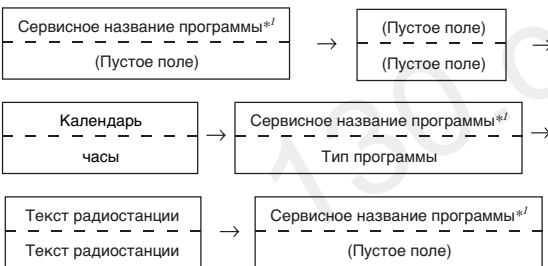 Сервисное название программы*1
(Пустое поле)
→
(Пустое поле)
(Пустое поле)
→
Календарь
часы
→
Сервисное название программы*1
Тип программы
→
Текст радиостанции
Текст радиостанции
→
Сервисное название программы*1
(Пустое поле)
130.c